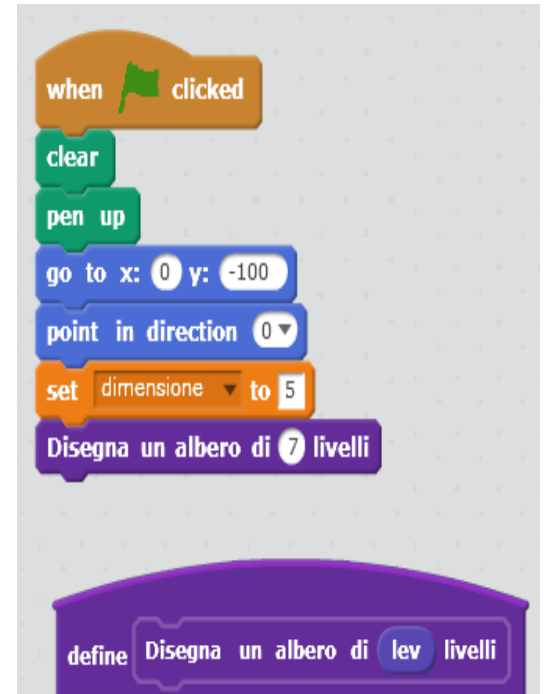 when clicked
clear
pen up
go to x: 0 y: -100
point in direction 0
set dimensione to 5
Disegna un albero di 7 livelli
define Disegna un albero di lev livelli